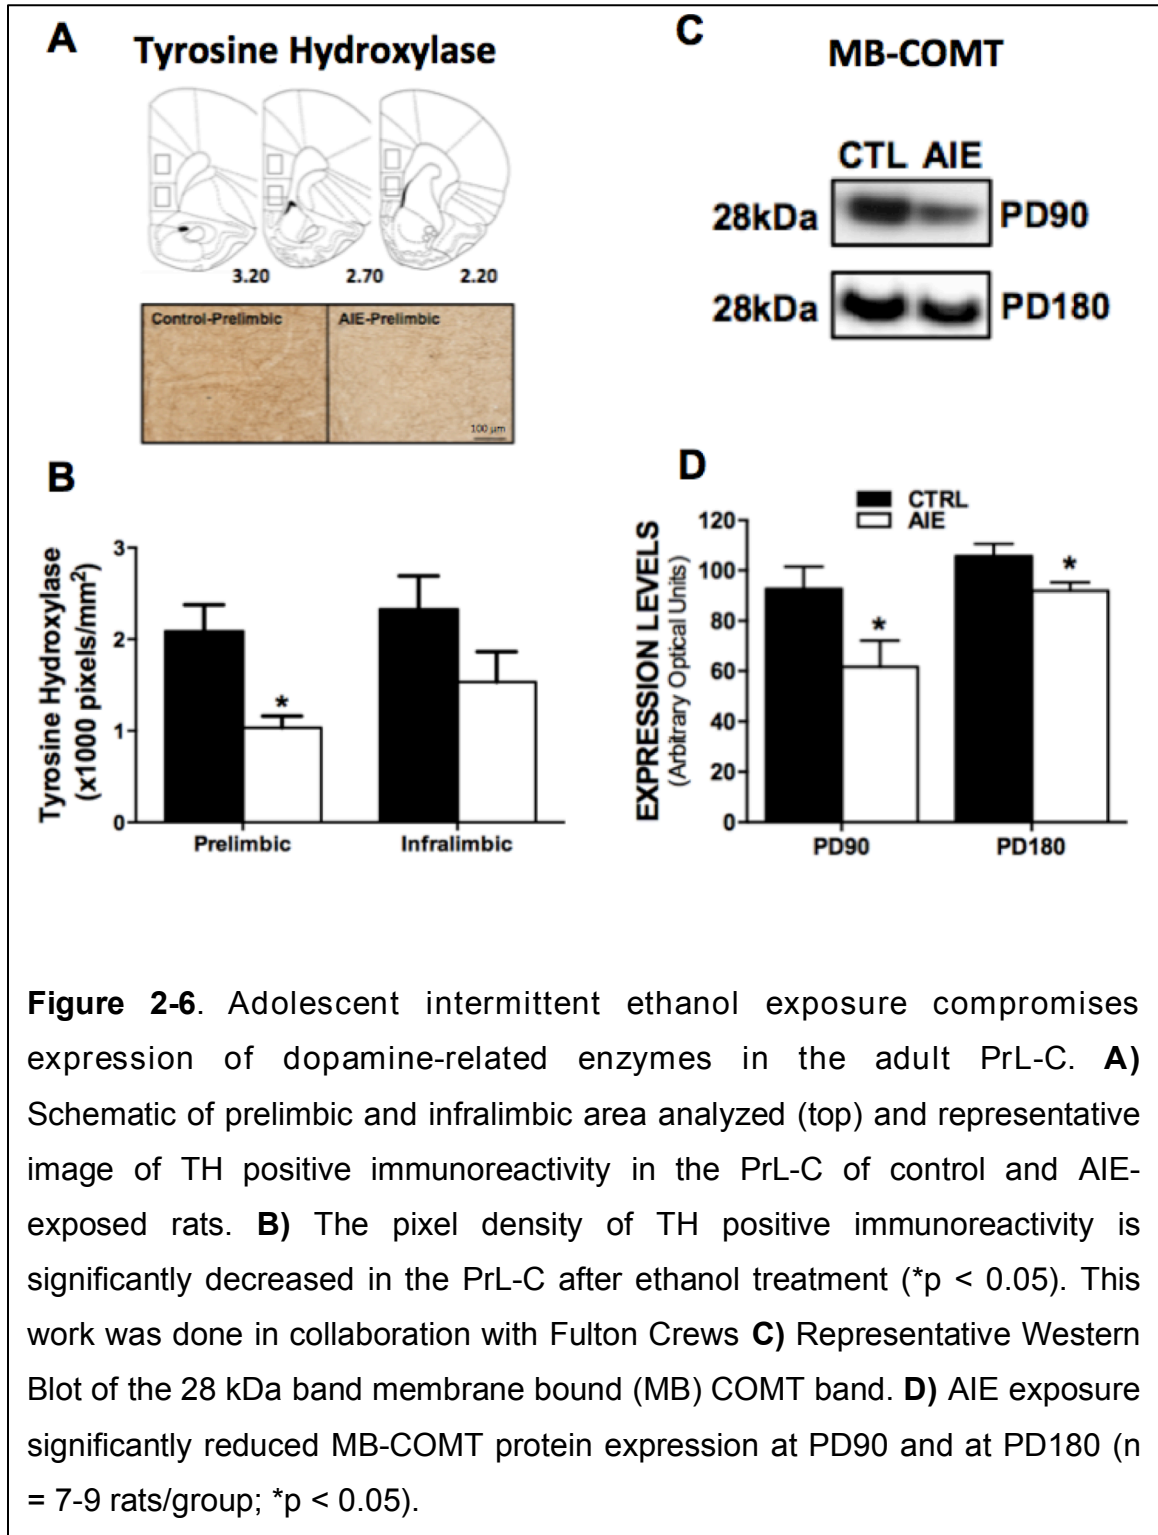 A
Tyrosine Hydroxylase
3.20
2.70
2.20
Control-Prelimbic
AIE-Prelimbic
100 µm
B
Tyrosine Hydroxylase
(x1000 pixels/mm²)
3
2
1
0
*
Prelimbic
Infralimbic
C
MB-COMT
CTL AIE
28kDa
PD90
28kDa
PD180
D
CTRL
AIE
EXPRESSION LEVELS
(Arbitrary Optical Units)
120
100
80
60
40
20
0
*
*
PD90
PD180
Figure 2-6. Adolescent intermittent ethanol exposure compromises
expression of dopamine-related enzymes in the adult PrL-C. A)
Schematic of prelimbic and infralimbic area analyzed (top) and representative
image of TH positive immunoreactivity in the PrL-C of control and AIE-
exposed rats. B) The pixel density of TH positive immunoreactivity is
significantly decreased in the PrL-C after ethanol treatment (*p < 0.05). This
work was done in collaboration with Fulton Crews C) Representative Western
Blot of the 28 kDa band membrane bound (MB) COMT band. D) AIE exposure
significantly reduced MB-COMT protein expression at PD90 and at PD180 (n
= 7-9 rats/group; *p < 0.05).